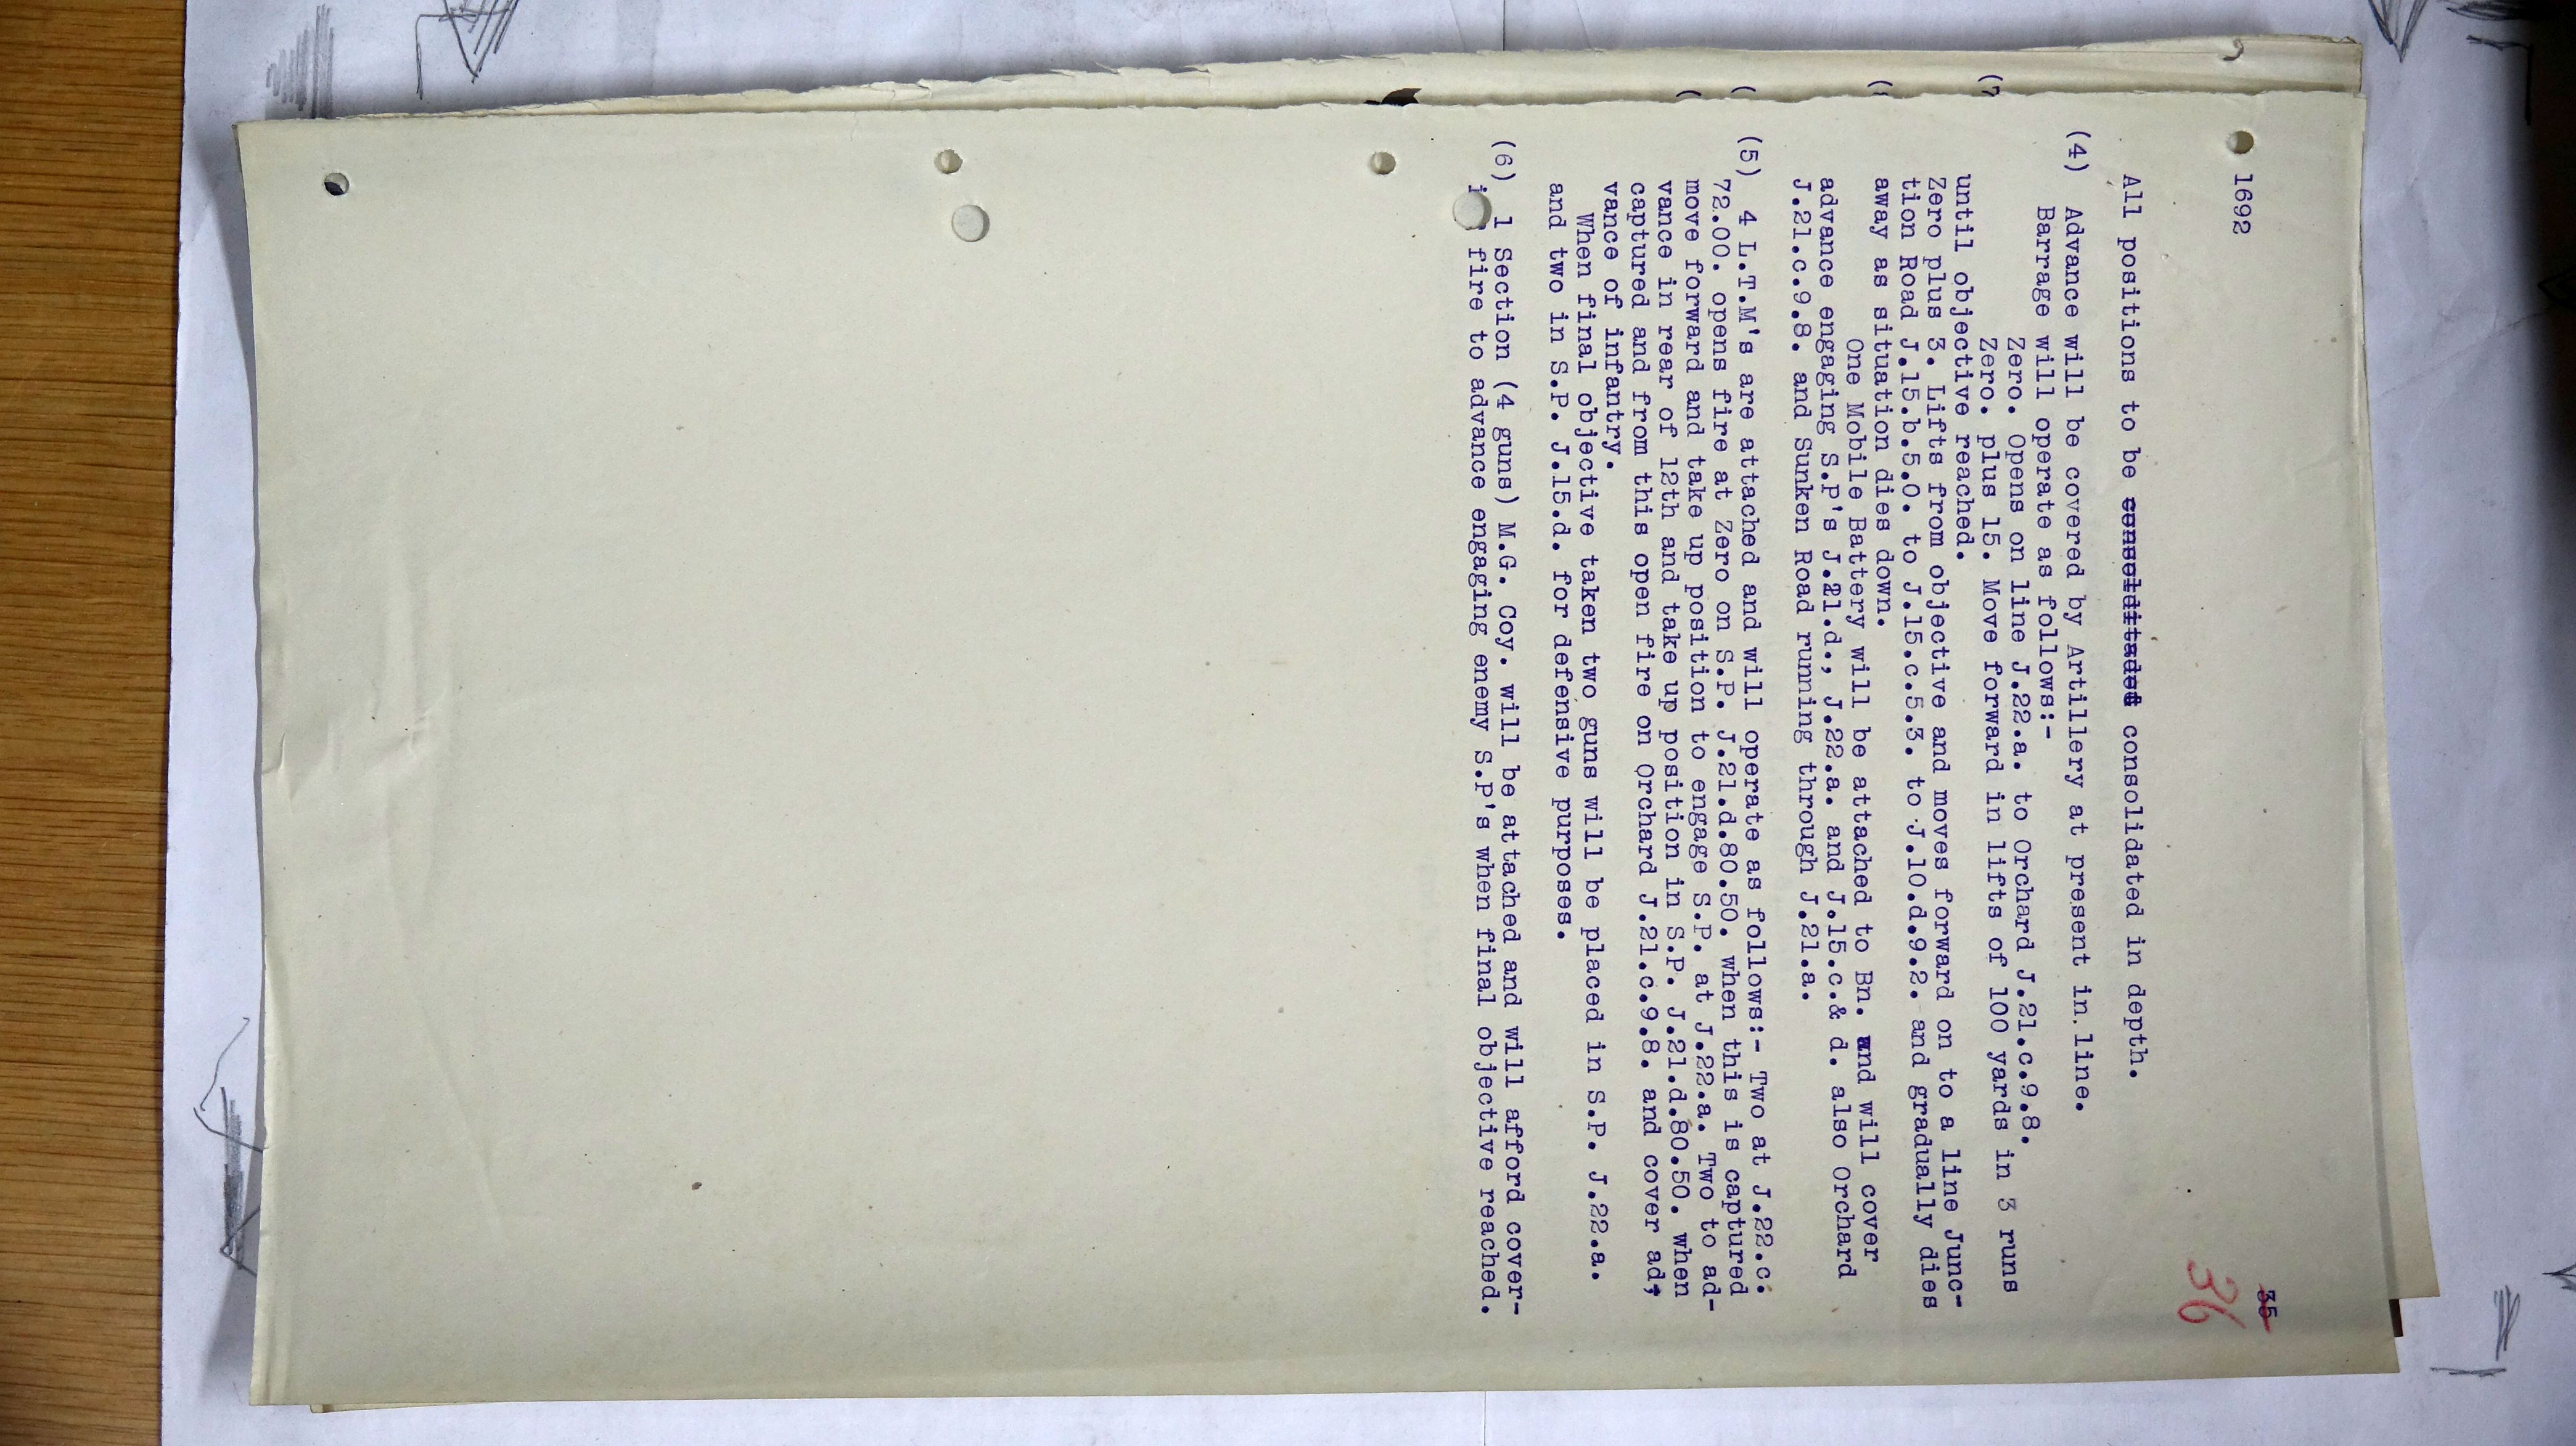 1692
35
36
All positions to be consolditaded consolidated in depth.
(4) Advance will be covered by Artillery at present in line.
Barrage will operate as follows:-
Zero. Opens on line J.22.a. to Orchard J.21.c.9.8.
Zero. plus 15. Move forward in lifts of 100 yards in 3 runs
until objective reached.
Zero plus 3. Lifts from objective and moves forward on to a line Junc-
tion Road J.15.b.5.0. to J.15.c.5.3. to J.10.d.9.2. and gradually dies
away as situation dies down.
One Mobile Battery will be attached to Bn. and will cover
advance engaging S.P's J.21.d., J.22.a. and J.15.c.& d. also Orchard
J.21.c.9.8. and Sunken Road running through J.21.a.
(5) 4 L.T.M's are attached and will operate as follows:- Two at J.22.c:
72.00. opens fire at Zero on S.P. J.21.d.80.50. when this is captured
move forward and take up position to engage S.P. at J.22.a. Two to ad-
vance in rear of 12th and take up position in S.P. J.21.d.80.50. when
captured and from this open fire on Orchard J.21.c.9.8. and cover ad;
vance of infantry.
When final objective taken two guns will be placed in S.P. J.22.a.
and two in S.P. J.15.d. for defensive purposes.
(6) 1 Section (4 guns) M.G. Coy. will be attached and will afford cover-
fire to advance engaging enemy S.P's when final objective reached.
(7